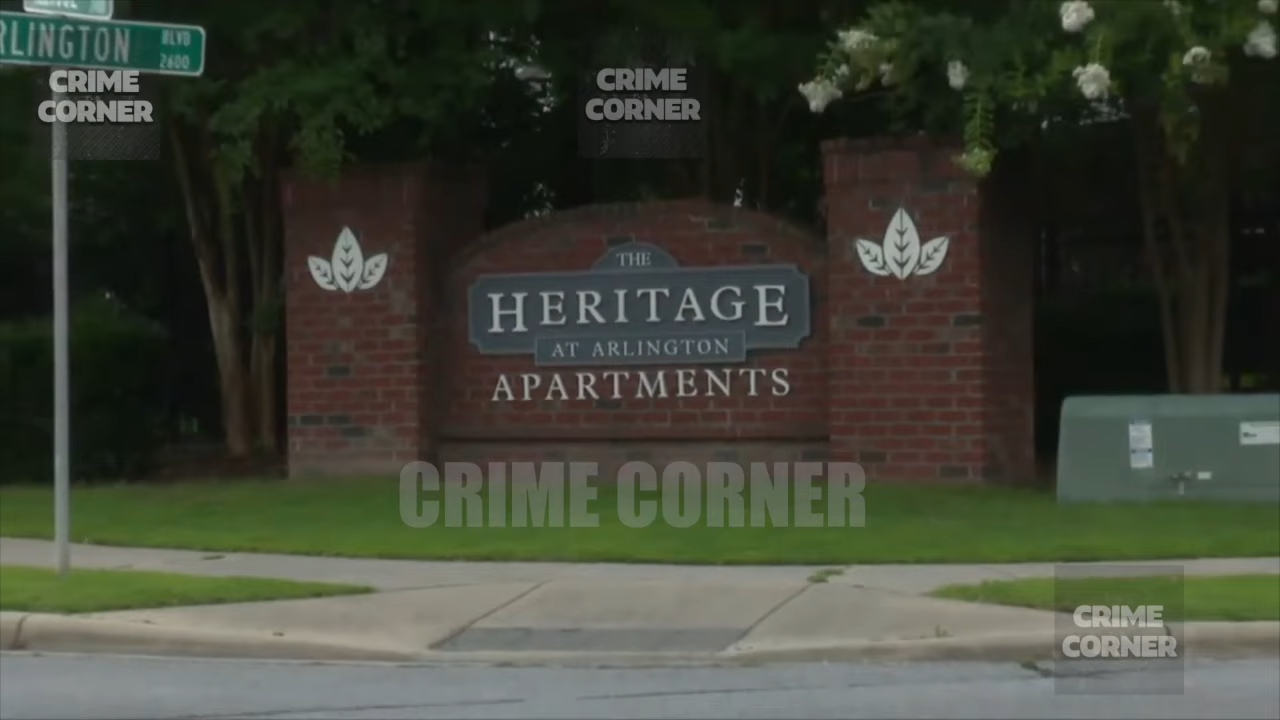 RLINGTON BLVD
2600
CRIME
CORNER
CRIME
CORNER
THE
HERITAGE
AT ARLINGTON
APARTMENTS
CRIME CORNER
CRIME
CORNER